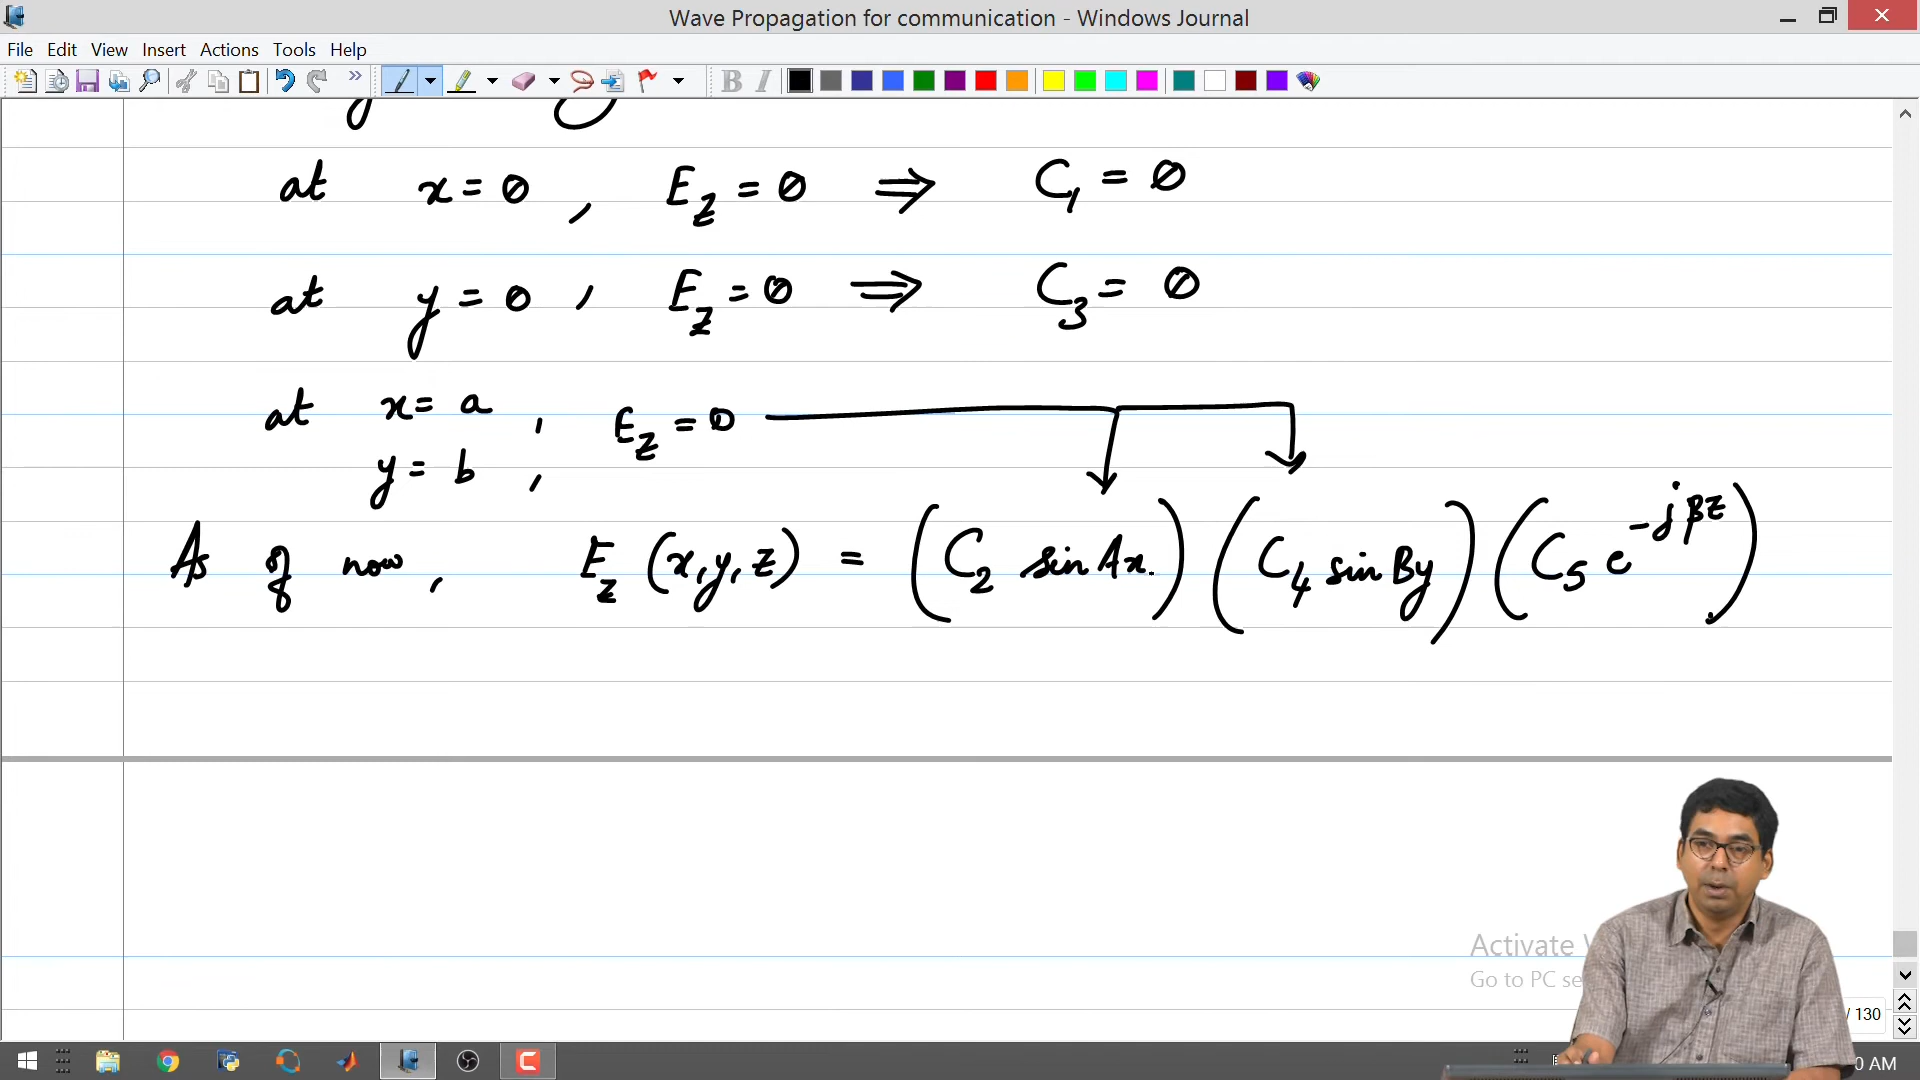 Wave Propagation for communication - Windows Journal
File Edit View Insert Actions Tools Help
B I
at x = 0 , E_z = 0 ⇒ C_1 = 0
at y = 0 , E_z = 0 ⇒ C_3 = 0
at x = a , E_z = 0
y = b ,
As of now, E_z (x,y,z) = (C_2 sin Ax) (C_4 sin By) (C_5 e^{-jβz})
Activate
Go to PC se
/ 130
0 AM